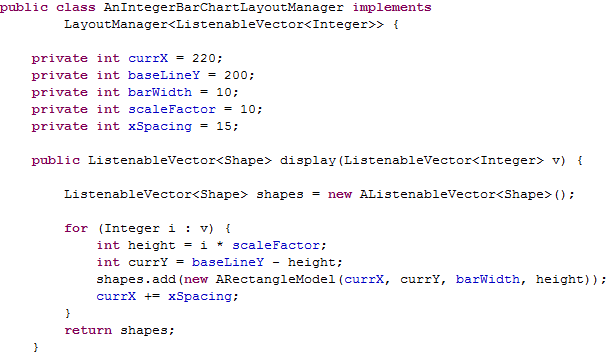 public class AnIntegerBarChartLayoutManager implements
        LayoutManager<ListenableVector<Integer>> {
    private int currX = 220;
    private int baseLineY = 200;
    private int barWidth = 10;
    private int scaleFactor = 10;
    private int xSpacing = 15;
    public ListenableVector<Shape> display(ListenableVector<Integer> v) {
        ListenableVector<Shape> shapes = new AListenableVector<Shape>();
        for (Integer i : v) {
            int height = i * scaleFactor;
            int currY = baseLineY - height;
            shapes.add(new ARectangleModel(currX, currY, barWidth, height));
            currX += xSpacing;
        }
        return shapes;
    }